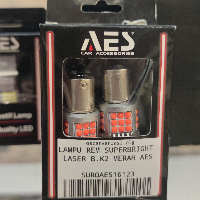 AES
CAR ACCESSORIES
LAMPU REM SUPERBRIGHT
LASER B.K2 MERAH AES
SUROAES16123